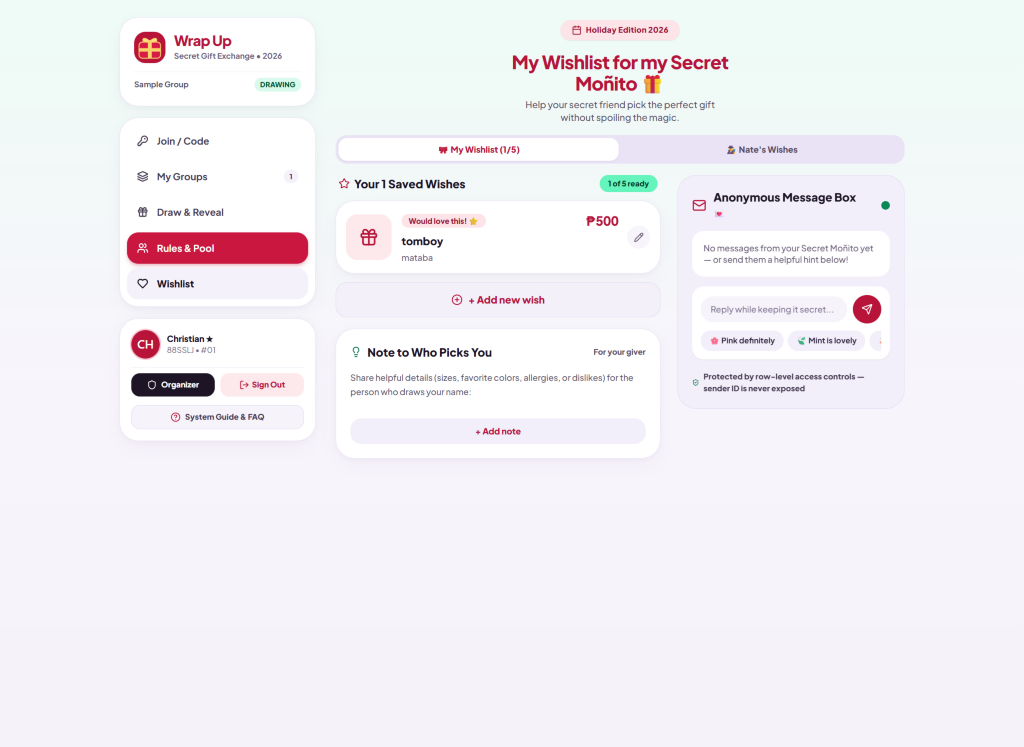 Wrap Up
Secret Gift Exchange • 2026
Sample Group
DRAWING
Join / Code
My Groups
1
Draw & Reveal
Rules & Pool
Wishlist
CH
Christian ★
88SSLJ • #01
Organizer
Sign Out
System Guide & FAQ
Holiday Edition 2026
My Wishlist for my Secret
Moñito 🎁
Help your secret friend pick the perfect gift
without spoiling the magic.
My Wishlist (1/5)
Nate's Wishes
Your 1 Saved Wishes
1 of 5 ready
Would love this! ⭐
₱500
tomboy
mataba
+ Add new wish
Note to Who Picks You
For your giver
Share helpful details (sizes, favorite colors, allergies, or dislikes) for the
person who draws your name:
+ Add note
Anonymous Message Box
💌
No messages from your Secret Moñito yet
— or send them a helpful hint below!
Reply while keeping it secret...
🌸 Pink definitely
🌿 Mint is lovely
Protected by row-level access controls —
sender ID is never exposed